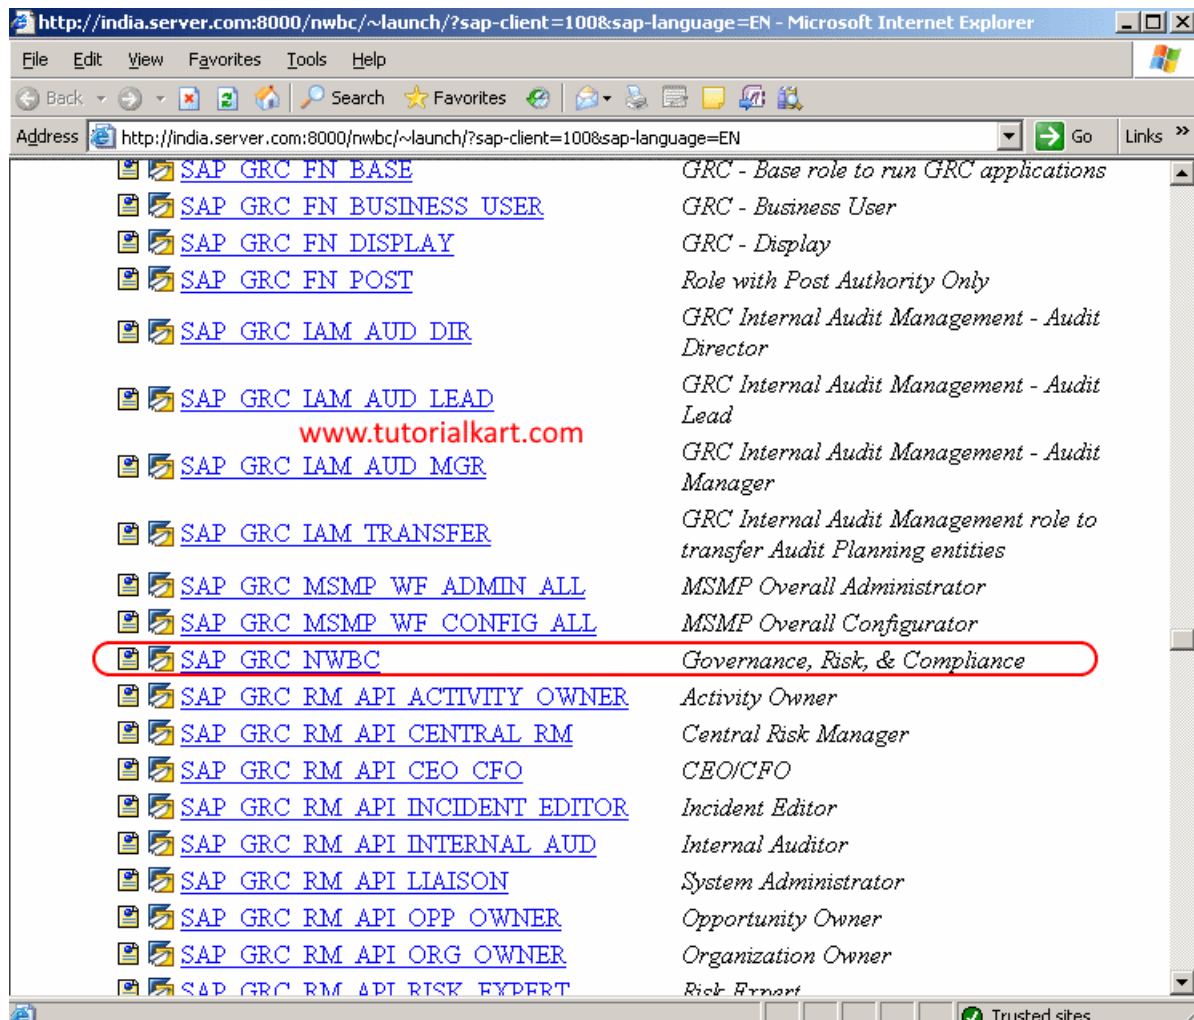 http://india.server.com:8000/nwbc/~launch/?sap-client=100&sap-language=EN - Microsoft Internet Explorer
File Edit View Favorites Tools Help
Back Search Favorites
Address http://india.server.com:8000/nwbc/~launch/?sap-client=100&sap-language=EN Go Links »
SAP_GRC_FN_BASE GRC - Base role to run GRC applications
SAP_GRC_FN_BUSINESS_USER GRC - Business User
SAP_GRC_FN_DISPLAY GRC - Display
SAP_GRC_FN_POST Role with Post Authority Only
SAP_GRC_IAM_AUD_DIR GRC Internal Audit Management - Audit
Director
SAP_GRC_IAM_AUD_LEAD GRC Internal Audit Management - Audit
Lead
www.tutorialkart.com
SAP_GRC_IAM_AUD_MGR GRC Internal Audit Management - Audit
Manager
SAP_GRC_IAM_TRANSFER GRC Internal Audit Management role to
transfer Audit Planning entities
SAP_GRC_MSMP_WF_ADMIN_ALL MSMP Overall Administrator
SAP_GRC_MSMP_WF_CONFIG_ALL MSMP Overall Configurator
SAP_GRC_NWBC Governance, Risk, & Compliance
SAP_GRC_RM_API_ACTIVITY_OWNER Activity Owner
SAP_GRC_RM_API_CENTRAL_RM Central Risk Manager
SAP_GRC_RM_API_CEO_CFO CEO/CFO
SAP_GRC_RM_API_INCIDENT_EDITOR Incident Editor
SAP_GRC_RM_API_INTERNAL_AUD Internal Auditor
SAP_GRC_RM_API_LIAISON System Administrator
SAP_GRC_RM_API_OPP_OWNER Opportunity Owner
SAP_GRC_RM_API_ORG_OWNER Organization Owner
SAP_GRC_RM_API_RISK_EXPERT Risk Expert
Trusted sites